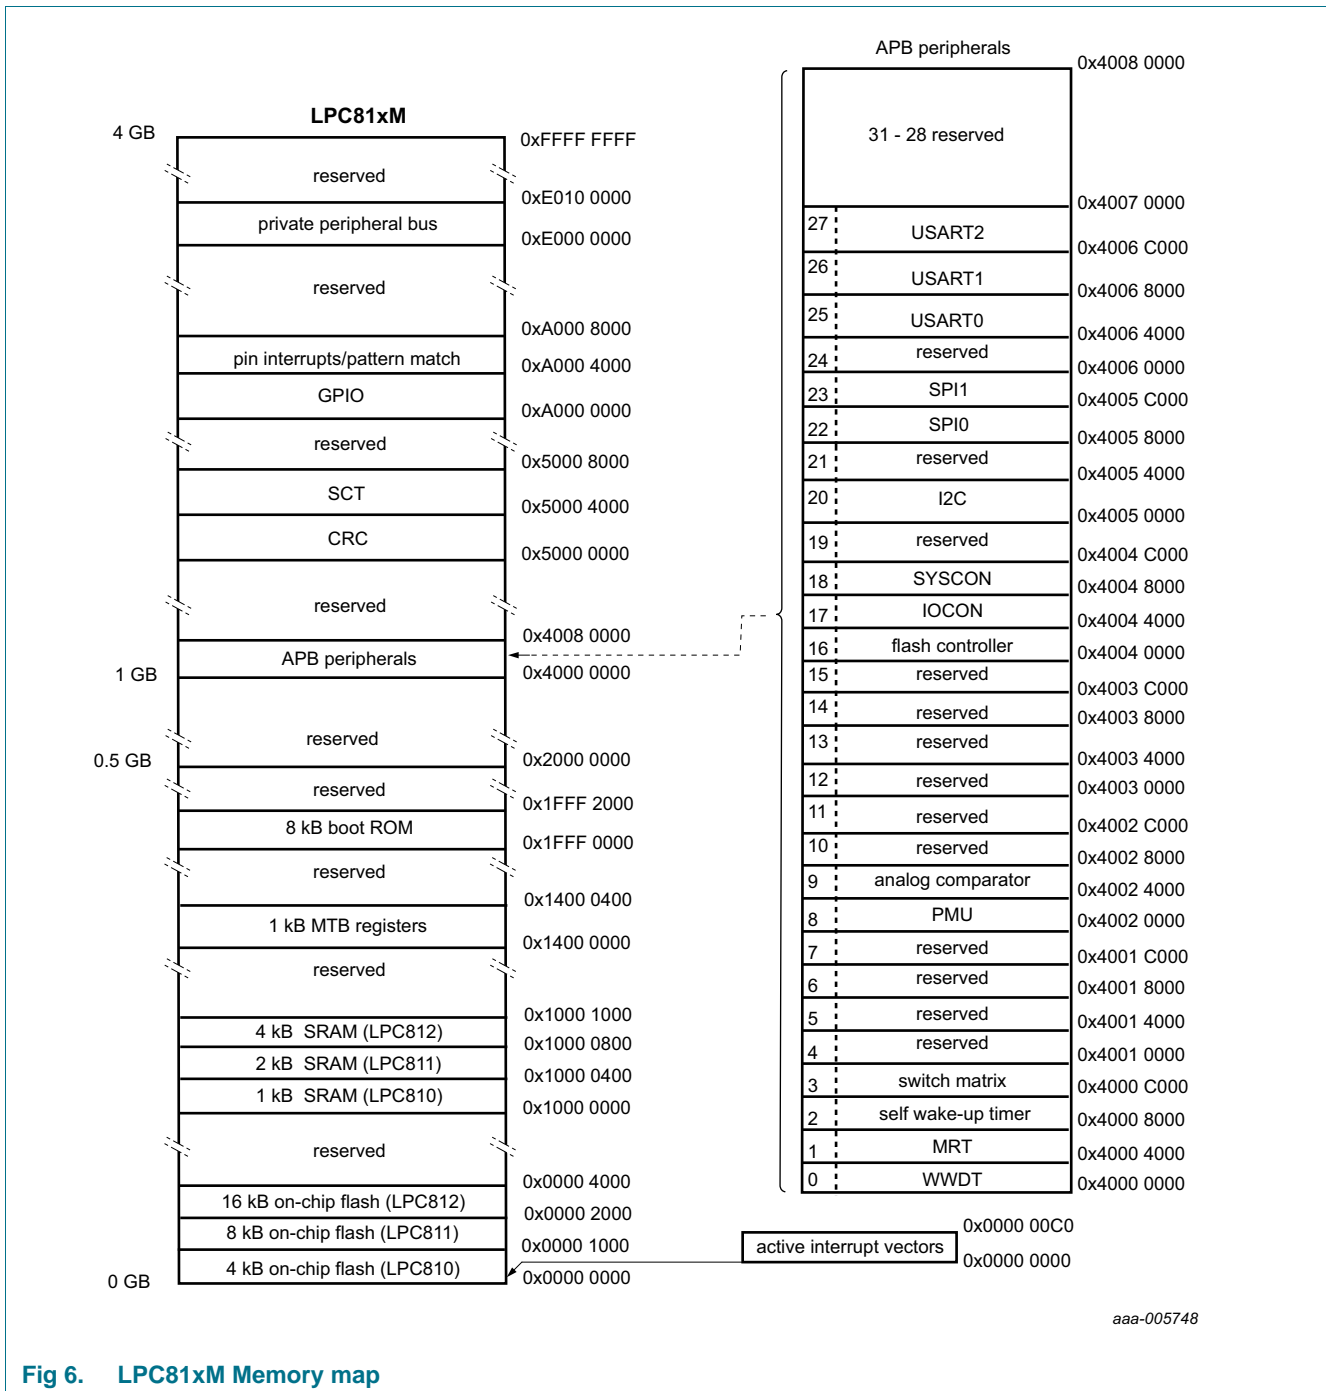 APB peripherals
0x4008 0000
31 - 28 reserved
0x4007 0000
27 USART2
0x4006 C000
26 USART1
0x4006 8000
25 USART0
0x4006 4000
24 reserved
0x4006 0000
23 SPI1
0x4005 C000
22 SPI0
0x4005 8000
21 reserved
0x4005 4000
20 I2C
0x4005 0000
19 reserved
0x4004 C000
18 SYSCON
0x4004 8000
17 IOCON
0x4004 4000
16 flash controller
0x4004 0000
15 reserved
0x4003 C000
14 reserved
0x4003 8000
13 reserved
0x4003 4000
12 reserved
0x4003 0000
11 reserved
0x4002 C000
10 reserved
0x4002 8000
9 analog comparator
0x4002 4000
8 PMU
0x4002 0000
7 reserved
0x4001 C000
6 reserved
0x4001 8000
5 reserved
0x4001 4000
4 reserved
0x4001 0000
3 switch matrix
0x4000 C000
2 self wake-up timer
0x4000 8000
1 MRT
0x4000 4000
0 WWDT
0x4000 0000
LPC81xM
4 GB
0xFFFF FFFF
reserved
0xE010 0000
private peripheral bus
0xE000 0000
reserved
0xA000 8000
pin interrupts/pattern match
0xA000 4000
GPIO
0xA000 0000
reserved
0x5000 8000
SCT
0x5000 4000
CRC
0x5000 0000
reserved
0x4008 0000
APB peripherals
1 GB
0x4000 0000
reserved
0.5 GB
0x2000 0000
reserved
0x1FFF 2000
8 kB boot ROM
0x1FFF 0000
reserved
0x1400 0400
1 kB MTB registers
0x1400 0000
reserved
0x1000 1000
4 kB SRAM (LPC812)
0x1000 0800
2 kB SRAM (LPC811)
0x1000 0400
1 kB SRAM (LPC810)
0x1000 0000
reserved
0x0000 4000
16 kB on-chip flash (LPC812)
0x0000 2000
8 kB on-chip flash (LPC811)
0x0000 1000
4 kB on-chip flash (LPC810)
0 GB
0x0000 0000
0x0000 00C0
active interrupt vectors
0x0000 0000
aaa-005748
Fig 6. LPC81xM Memory map